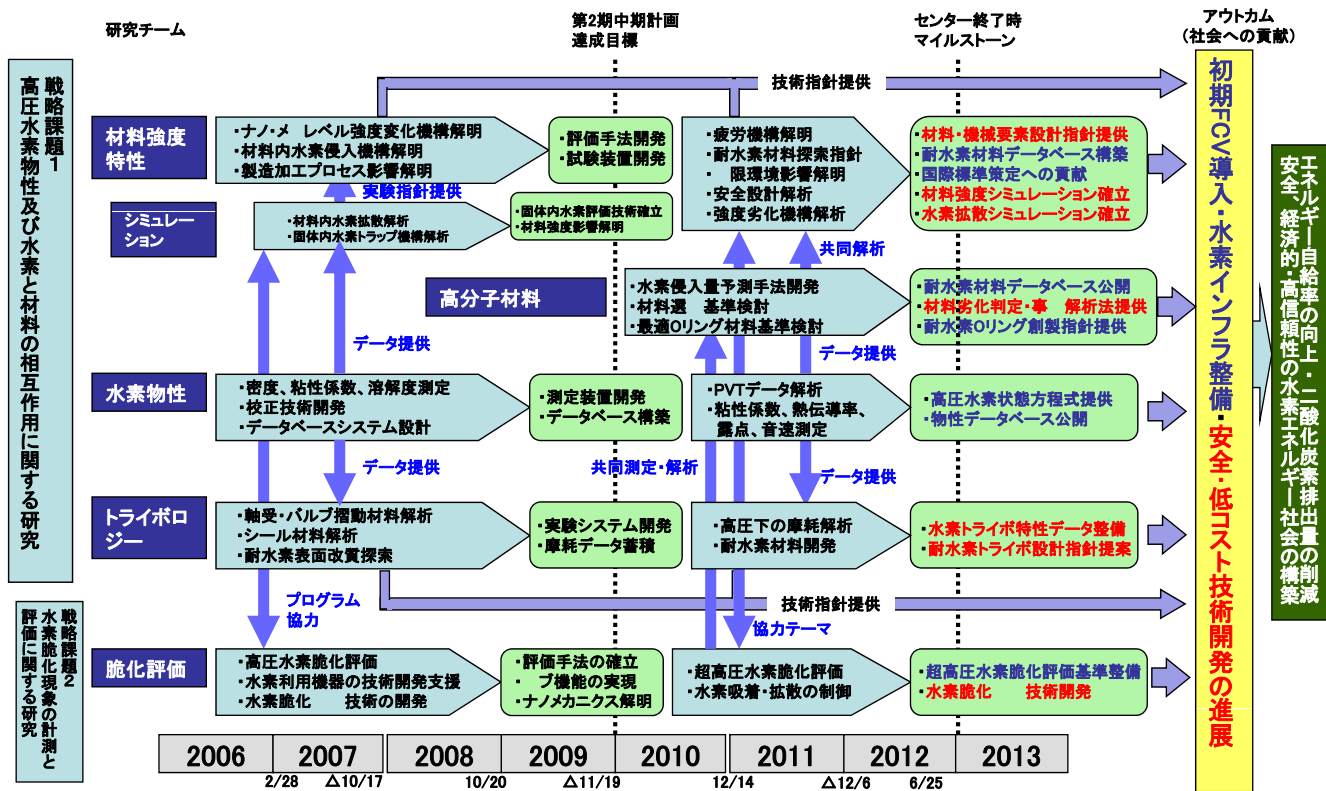 研究チーム
第2期中期計画
達成目標
センター終了時
マイルストーン
アウトカム
(社会への貢献)
戦略課題1
高圧水素物性及び水素と材料の相互作用に関する研究
技術指針提供
材料強度
特性
・ナノ・メ レベル強度変化機構解明
・材料内水素侵入機構解明
・製造加工プロセス影響解明
・評価手法開発
・試験装置開発
・疲労機構解明
・耐水素材料探索指針
・ 限環境影響解明
・安全設計解析
・強度劣化機構解析
・材料・機械要素設計指針提供
・耐水素材料データベース構築
・国際標準策定への貢献
・材料強度シミュレーション確立
・水素拡散シミュレーション確立
実験指針提供
シミュレー
ション
・材料内水素拡散解析
・固体内水素トラップ機構解析
・固体内水素評価技術確立
・材料強度影響解明
共同解析
高分子材料
・水素侵入量予測手法開発
・材料選 基準検討
・最適Oリング材料基準検討
・耐水素材料データベース公開
・材料劣化判定・事 解析法提供
・耐水素Oリング創製指針提供
データ提供
データ提供
水素物性
・密度、粘性係数、溶解度測定
・校正技術開発
・データベースシステム設計
・測定装置開発
・データベース構築
・PVTデータ解析
・粘性係数、熱伝導率、
露点、音速測定
・高圧水素状態方程式提供
・物性データベース公開
データ提供
共同測定・解析
データ提供
トライボロ
ジー
・軸受・バルブ摺動材料解析
・シール材料解析
・耐水素表面改質探索
・実験システム開発
・摩耗データ蓄積
・高圧下の摩耗解析
・耐水素材料開発
・水素トライボ特性データ整備
・耐水素トライボ設計指針提案
技術指針提供
プログラム
協力
協力テーマ
戦略課題2
水素脆化現象の計測と
評価に関する研究
脆化評価
・高圧水素脆化評価
・水素利用機器の技術開発支援
・水素脆化 技術の開発
・評価手法の確立
・ ブ機能の実現
・ナノメカニクス解明
・超高圧水素脆化評価
・水素吸着・拡散の制御
・超高圧水素脆化評価基準整備
・水素脆化 技術開発
初期FCV導入・水素インフラ整備・安全・低コスト技術開発の進展
エネルギー自給率の向上・二酸化炭素排出量の削減
安全、経済的・高信頼性の水素エネルギー社会の構築
2006
2007
2008
2009
2010
2011
2012
2013
2/28
△10/17
10/20
△11/19
12/14
△12/6
6/25